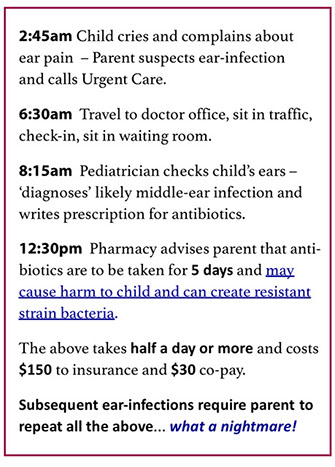 2:45am Child cries and complains about
ear pain – Parent suspects ear-infection
and calls Urgent Care.
6:30am Travel to doctor office, sit in traffic,
check-in, sit in waiting room.
8:15am Pediatrician checks child's ears –
‘diagnoses’ likely middle-ear infection and
writes prescription for antibiotics.
12:30pm Pharmacy advises parent that anti-
biotics are to be taken for 5 days and may
cause harm to child and can create resistant
strain bacteria.
The above takes half a day or more and costs
$150 to insurance and $30 co-pay.
Subsequent ear-infections require parent to
repeat all the above... what a nightmare!